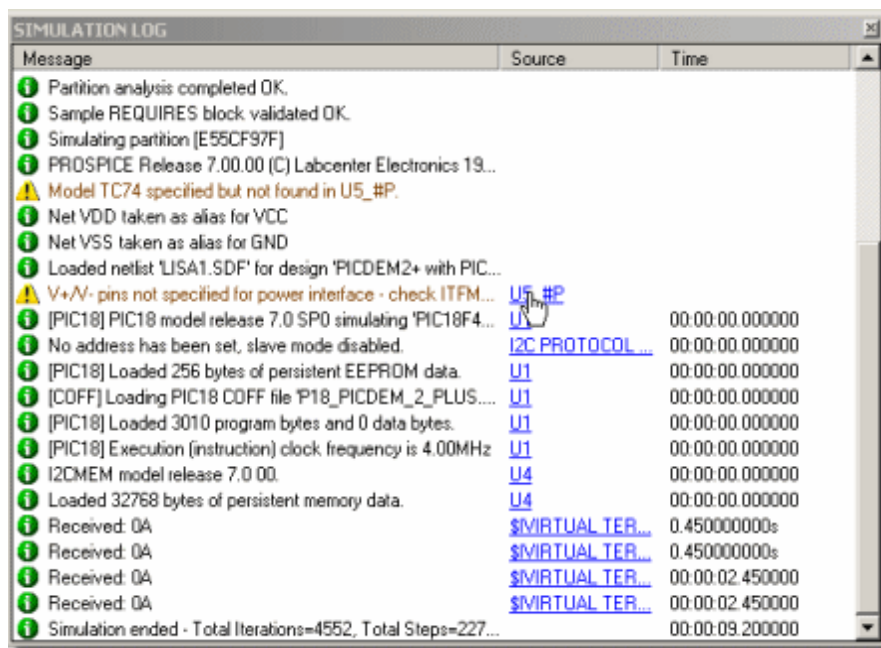 SIMULATION LOG
Message Source Time
Partition analysis completed OK.
Sample REQUIRES block validated OK.
Simulating partition [E55CF97F]
PROSPICE Release 7.00.00 (C) Labcenter Electronics 19...
Model TC74 specified but not found in U5_#P.
Net VDD taken as alias for VCC
Net VSS taken as alias for GND
Loaded netlist 'LISA1.SDF' for design 'PICDEM2+ with PIC...
V+/V- pins not specified for power interface - check ITFM... U5_#P
[PIC18] PIC18 model release 7.0 SP0 simulating 'PIC18F4... U1 00:00:00.000000
No address has been set, slave mode disabled. I2C PROTOCOL ... 00:00:00.000000
[PIC18] Loaded 256 bytes of persistent EEPROM data. U1 00:00:00.000000
[COFF] Loading PIC18 COFF file 'P18_PICDEM_2_PLUS.... U1 00:00:00.000000
[PIC18] Loaded 3010 program bytes and 0 data bytes. U1 00:00:00.000000
[PIC18] Execution (instruction) clock frequency is 4.00MHz U1 00:00:00.000000
I2CMEM model release 7.0 00. U4 00:00:00.000000
Loaded 32768 bytes of persistent memory data. U4 00:00:00.000000
Received: 0A $IVIRTUAL TER... 0.450000000s
Received: 0A $IVIRTUAL TER... 0.450000000s
Received: 0A $IVIRTUAL TER... 00:00:02.450000
Received: 0A $IVIRTUAL TER... 00:00:02.450000
Simulation ended - Total Iterations=4552, Total Steps=227... 00:00:09.200000